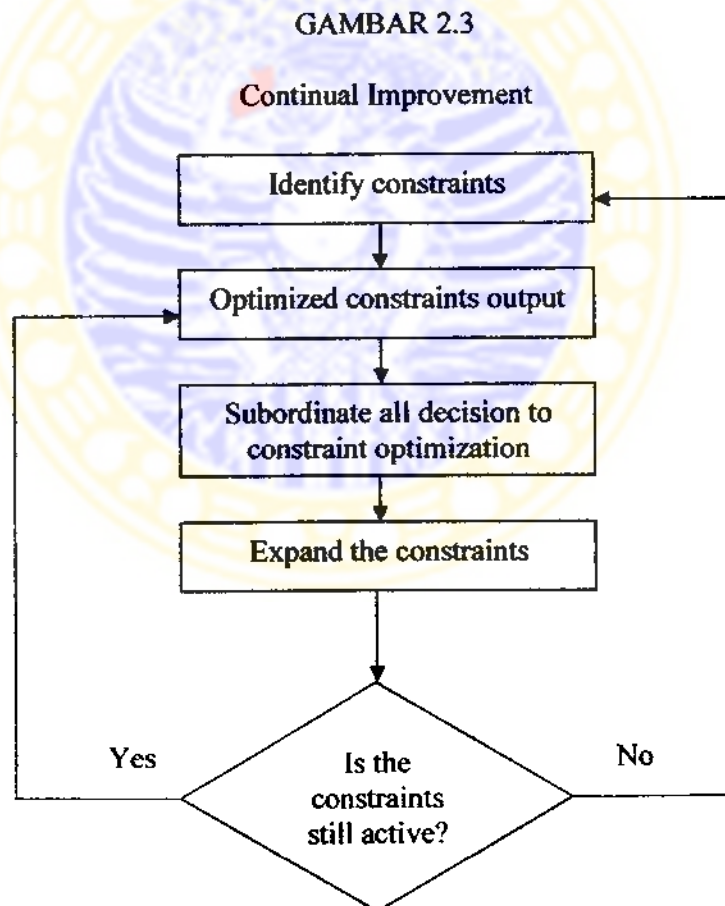 GAMBAR 2.3
Continual Improvement
Identify constraints
Optimized constraints output
Subordinate all decision to
constraint optimization
Expand the constraints
Yes
No
Is the
constraints
still active?